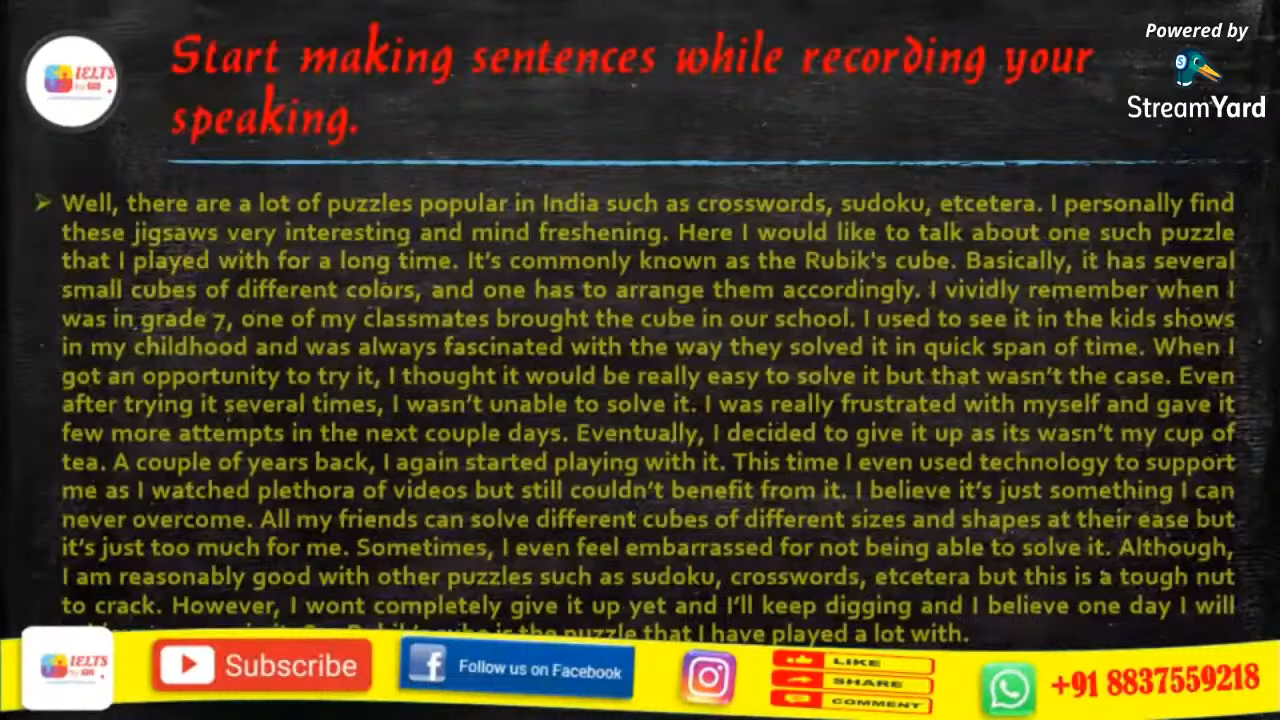 Start making sentences while recording your
speaking.
Powered by
StreamYard
IELTS
➢ Well, there are a lot of puzzles popular in India such as crosswords, sudoku, etcetera. I personally find
these jigsaws very interesting and mind freshening. Here I would like to talk about one such puzzle
that I played with for a long time. It's commonly known as the Rubik's cube. Basically, it has several
small cubes of different colors, and one has to arrange them accordingly. I vividly remember when I
was in grade 7, one of my classmates brought the cube in our school. I used to see it in the kids shows
in my childhood and was always fascinated with the way they solved it in quick span of time. When I
got an opportunity to try it, I thought it would be really easy to solve it but that wasn't the case. Even
after trying it several times, I wasn't unable to solve it. I was really frustrated with myself and gave it
few more attempts in the next couple days. Eventually, I decided to give it up as its wasn't my cup of
tea. A couple of years back, I again started playing with it. This time I even used technology to support
me as I watched plethora of videos but still couldn't benefit from it. I believe it's just something I can
never overcome. All my friends can solve different cubes of different sizes and shapes at their ease but
it's just too much for me. Sometimes, I even feel embarrassed for not being able to solve it. Although,
I am reasonably good with other puzzles such as sudoku, crosswords, etcetera but this is a tough nut
to crack. However, I wont completely give it up yet and I'll keep digging and I believe one day I will
is the puzzle that I have played a lot with.
IELTS
Subscribe
Follow us on Facebook
LIKE
SHARE
COMMENT
+91 8837559218